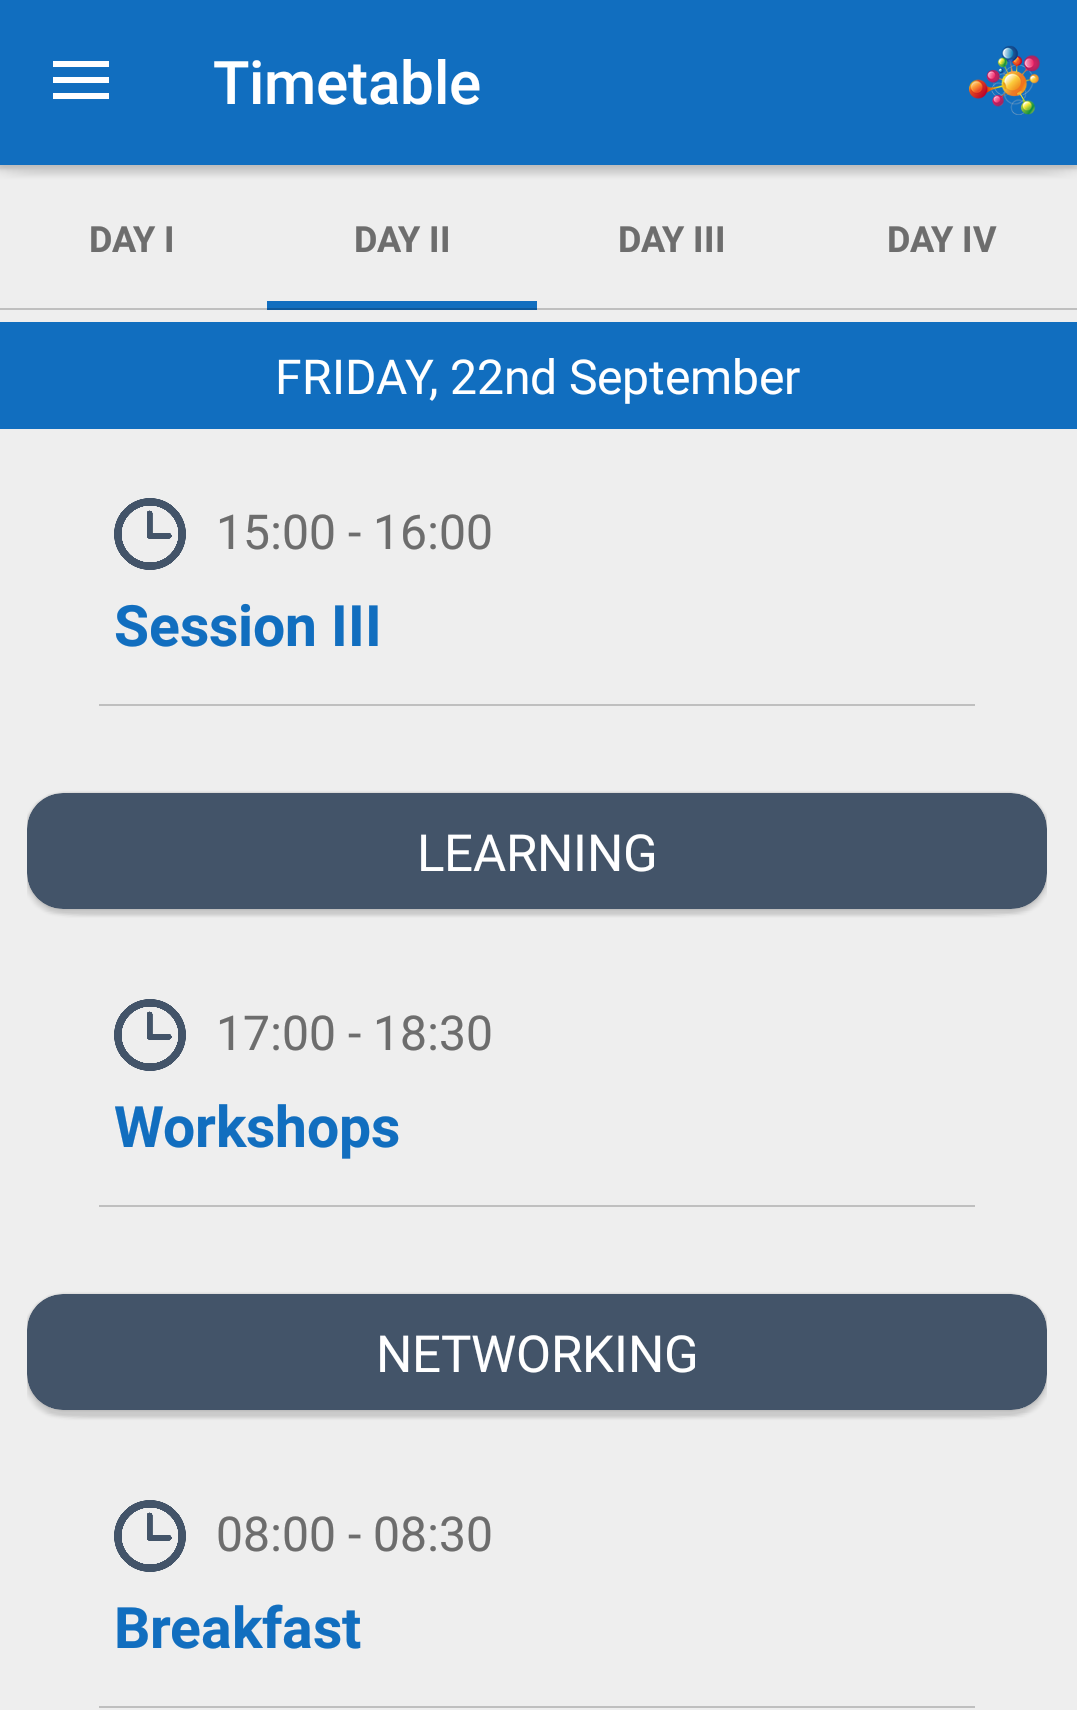 Timetable
DAY I DAY II DAY III DAY IV
FRIDAY, 22nd September
15:00 - 16:00
Session III
LEARNING
17:00 - 18:30
Workshops
NETWORKING
08:00 - 08:30
Breakfast